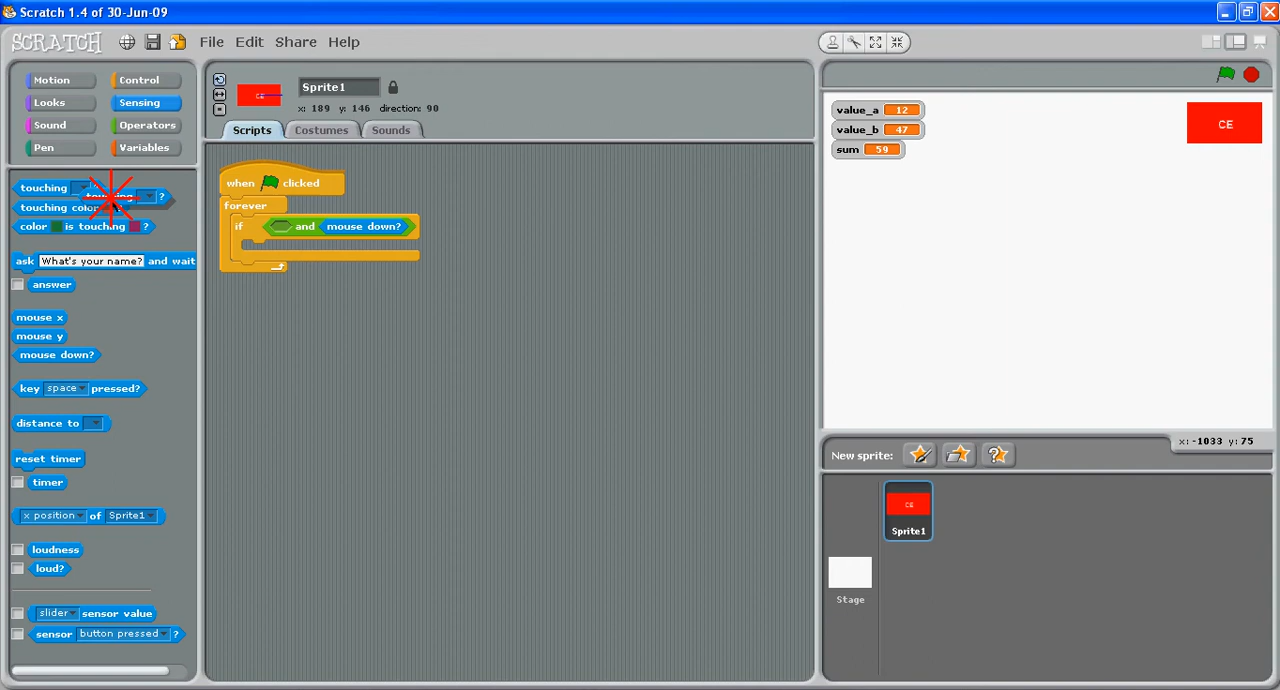 Scratch 1.4 of 30-Jun-09
SCRATCH File Edit Share Help
Motion Control
Looks Sensing
Sound Operators
Pen Variables
Sprite1
x: 189 y: 146 direction: 90
Scripts Costumes Sounds
touching ?
touching ?
touching color
color is touching ?
ask What's your name? and wait
answer
mouse x
mouse y
mouse down?
key space pressed?
distance to
reset timer
timer
x position of Sprite1
loudness
loud?
slider sensor value
sensor button pressed ?
when clicked
forever
if and mouse down?
value_a 12
value_b 47
sum 59
CE
CE
x: -1033 y: 75
New sprite:
CE
Sprite1
Stage